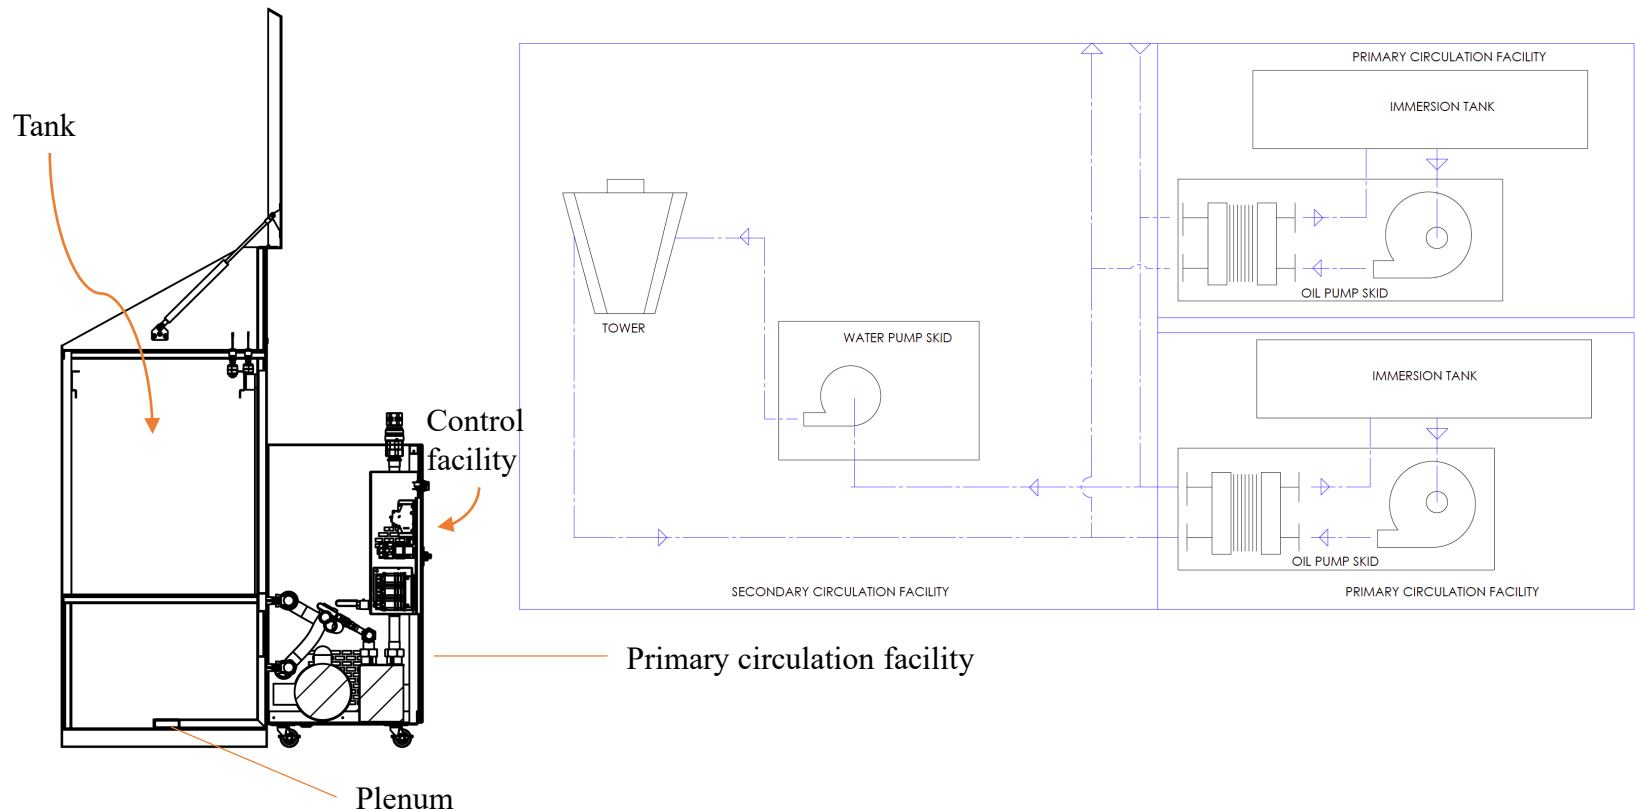 Tank
Control
facility
Primary circulation facility
Plenum
PRIMARY CIRCULATION FACILITY
IMMERSION TANK
OIL PUMP SKID
TOWER
WATER PUMP SKID
IMMERSION TANK
OIL PUMP SKID
SECONDARY CIRCULATION FACILITY
PRIMARY CIRCULATION FACILITY